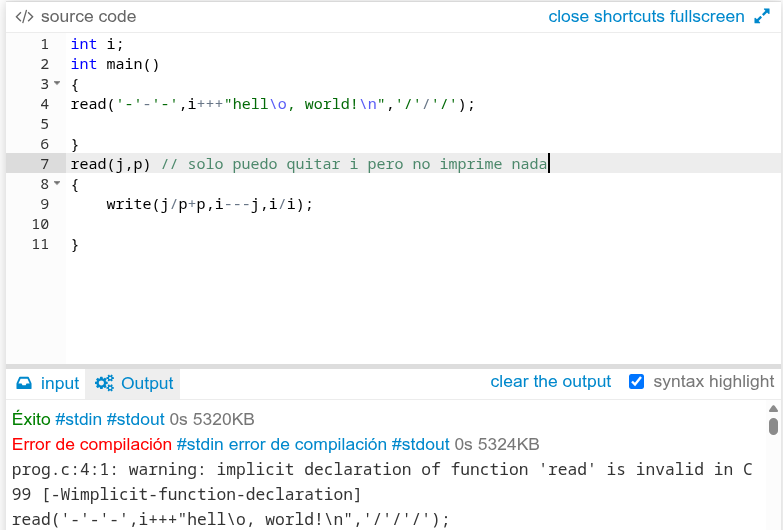 </> source code close shortcuts fullscreen
1 int i;
2 int main()
3 {
4 read('-'-'-',i+++"hell\o, world!\n",'/'/'/');
5
6 }
7 read(j,p) // solo puedo quitar i pero no imprime nada
8 {
9 write(j/p+p,i---j,i/i);
10
11 }
input Output clear the output syntax highlight
Éxito #stdin #stdout 0s 5320KB
Error de compilación #stdin error de compilación #stdout 0s 5324KB
prog.c:4:1: warning: implicit declaration of function 'read' is invalid in C
99 [-Wimplicit-function-declaration]
read('-'-'-',i+++"hell\o, world!\n",'/'/'/');